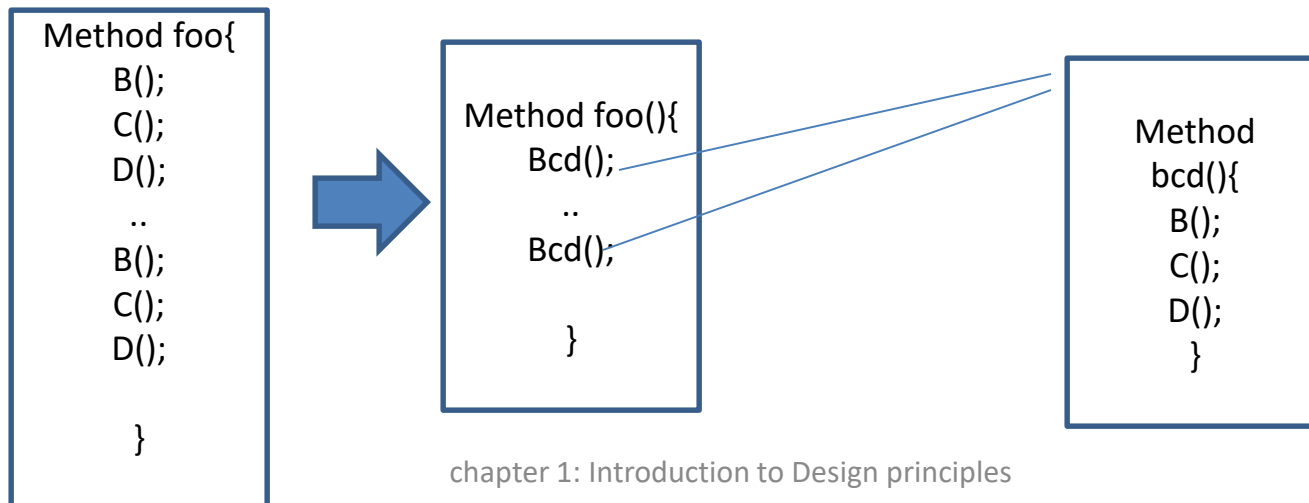 Method foo{
B();
C();
D();
..
B();
C();
D();
}
Method foo(){
Bcd();
..
Bcd();
}
Method
bcd(){
B();
C();
D();
}
chapter 1: Introduction to Design principles